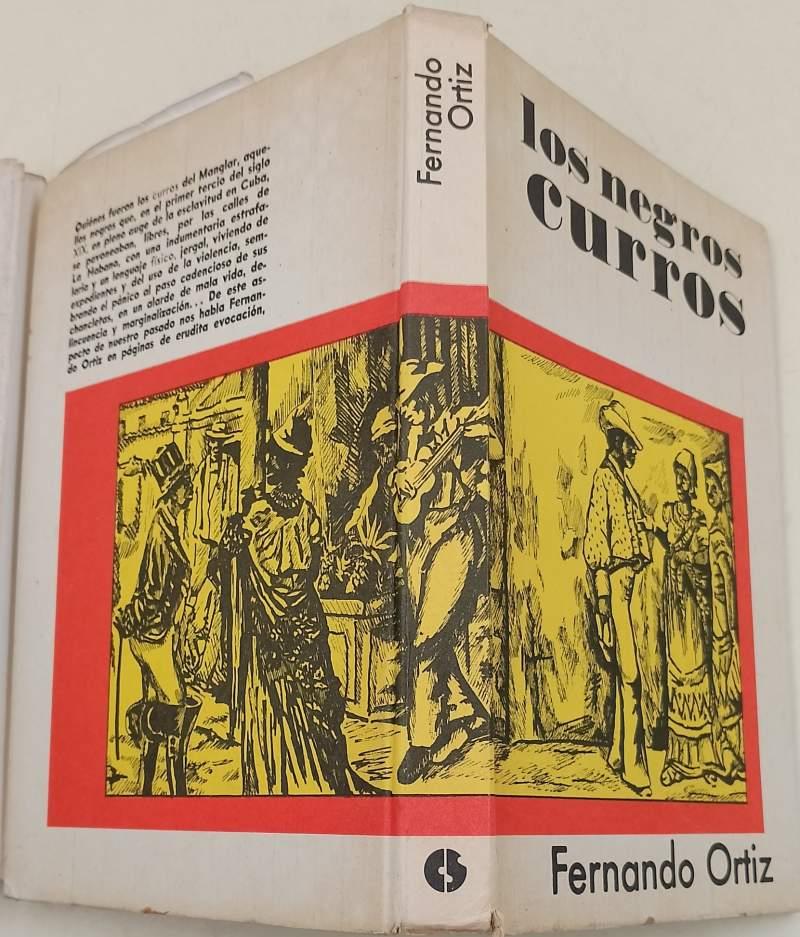 Quiénes fueron los curros del Manglar, aque-
llos negros que, en el primer tercio del siglo
XIX, en pleno auge de la esclavitud en Cuba,
se pavoneaban, libres, por las calles de
La Habana, con una indumentaria estrafa-
laria y un lenguaje físico, jergal, viviendo de
expedientes y del uso de la violencia, sem-
brando el pánico al paso cadencioso de sus
chancletas, en un alarde de mala vida, de-
lincuencia y marginalización... De este as-
pecto de nuestro pasado nos habla Fernan-
do Ortiz en páginas de erudita evocación,
Fernando
Ortiz
los negros
curros
Fernando Ortiz